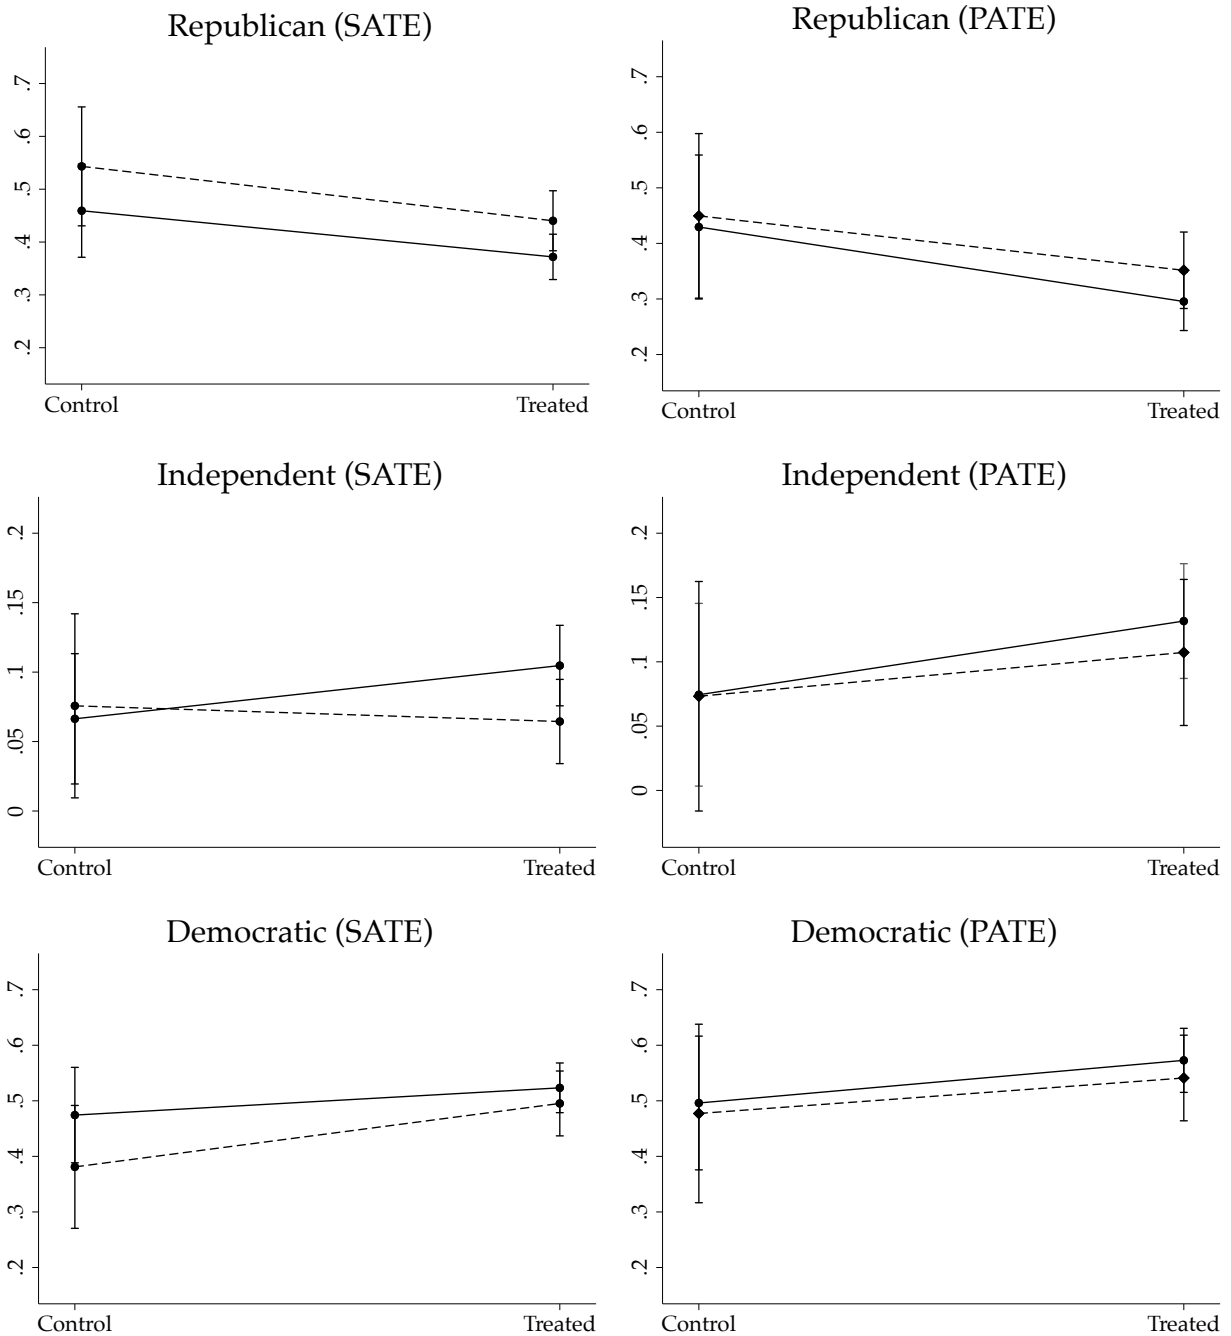 Republican (SATE)
.7
.6
.5
.4
.3
.2
Control
Treated
Republican (PATE)
.7
.6
.5
.4
.3
.2
Control
Treated
Independent (SATE)
.2
.15
.1
.05
0
Control
Treated
Independent (PATE)
.2
.15
.1
.05
0
Control
Treated
Democratic (SATE)
.7
.6
.5
.4
.3
.2
Control
Treated
Democratic (PATE)
.7
.6
.5
.4
.3
.2
Control
Treated